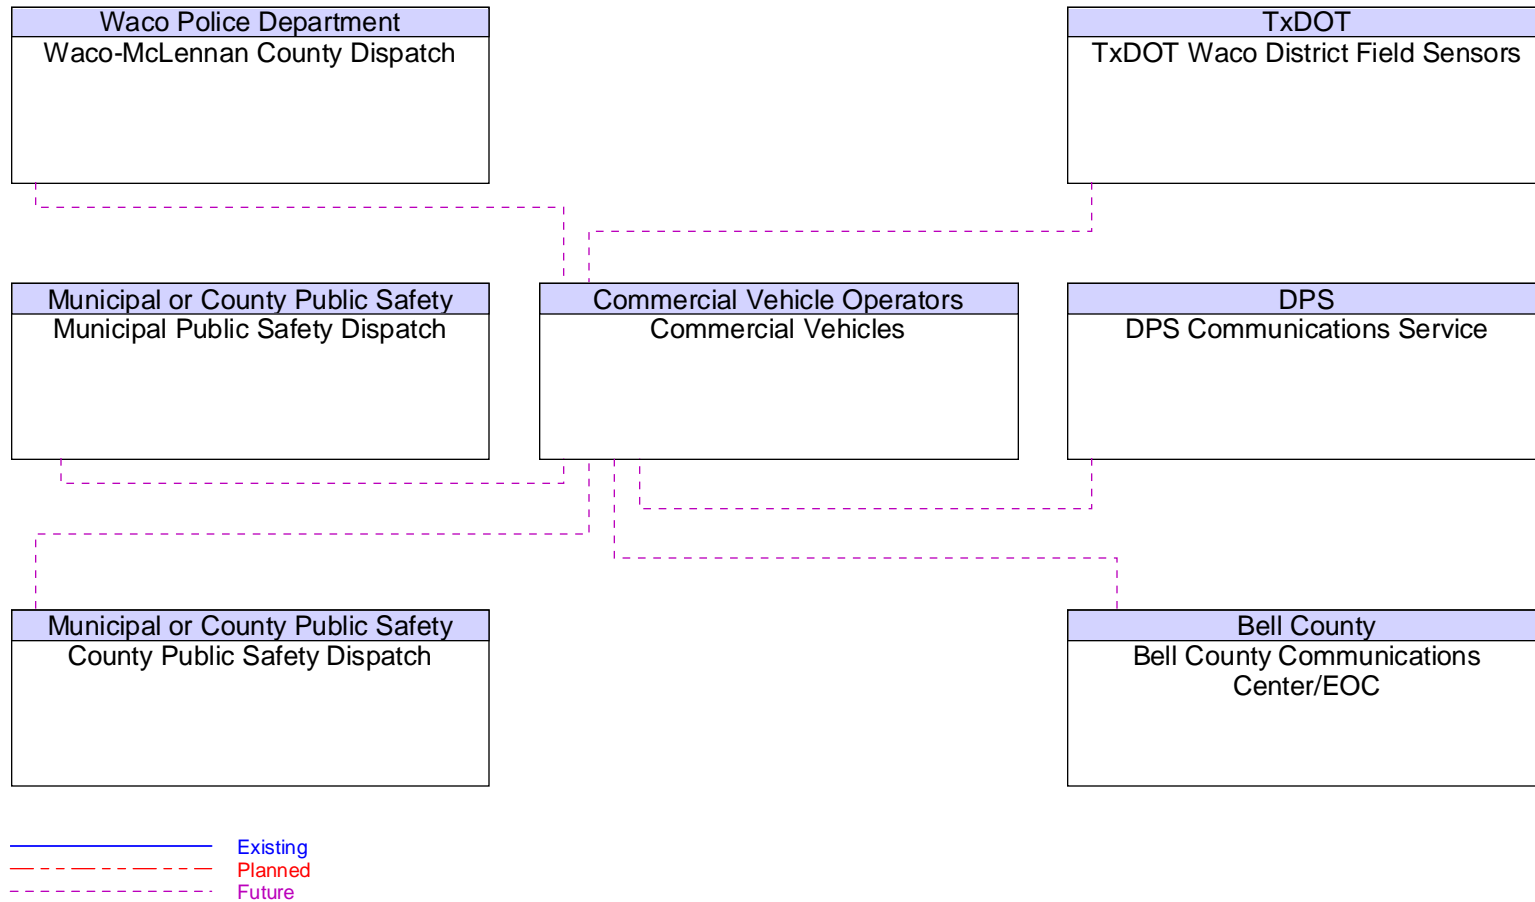 Waco Police Department
Waco-McLennan County Dispatch
TxDOT
TxDOT Waco District Field Sensors
Municipal or County Public Safety
Municipal Public Safety Dispatch
Commercial Vehicle Operators
Commercial Vehicles
DPS
DPS Communications Service
Municipal or County Public Safety
County Public Safety Dispatch
Bell County
Bell County Communications
Center/EOC
Existing
Planned
Future